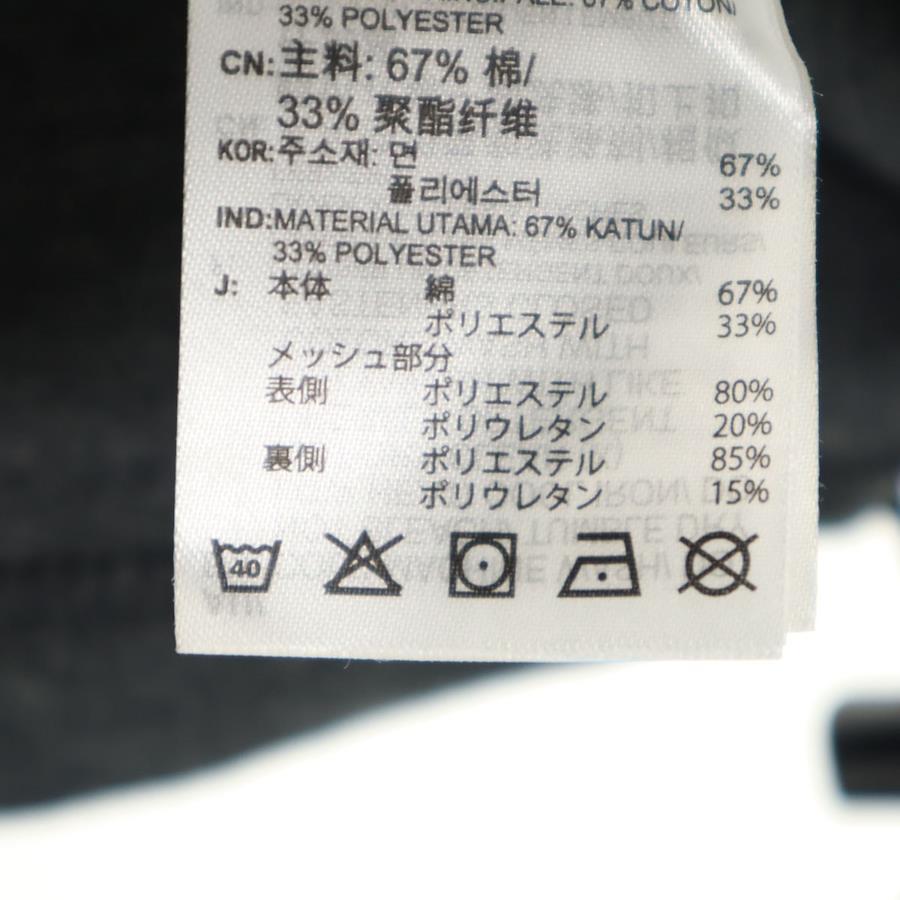 ALL: 67% COTON/
33% POLYESTER
CN:主料: 67% 棉/
33% 聚酯纤维
KOR:주소재: 면 67%
폴리에스터 33%
IND:MATERIAL UTAMA: 67% KATUN/
33% POLYESTER
J: 本体 綿 67%
ポリエステル 33%
メッシュ部分
表側 ポリエステル 80%
ポリウレタン 20%
裏側 ポリエステル 85%
ポリウレタン 15%
40